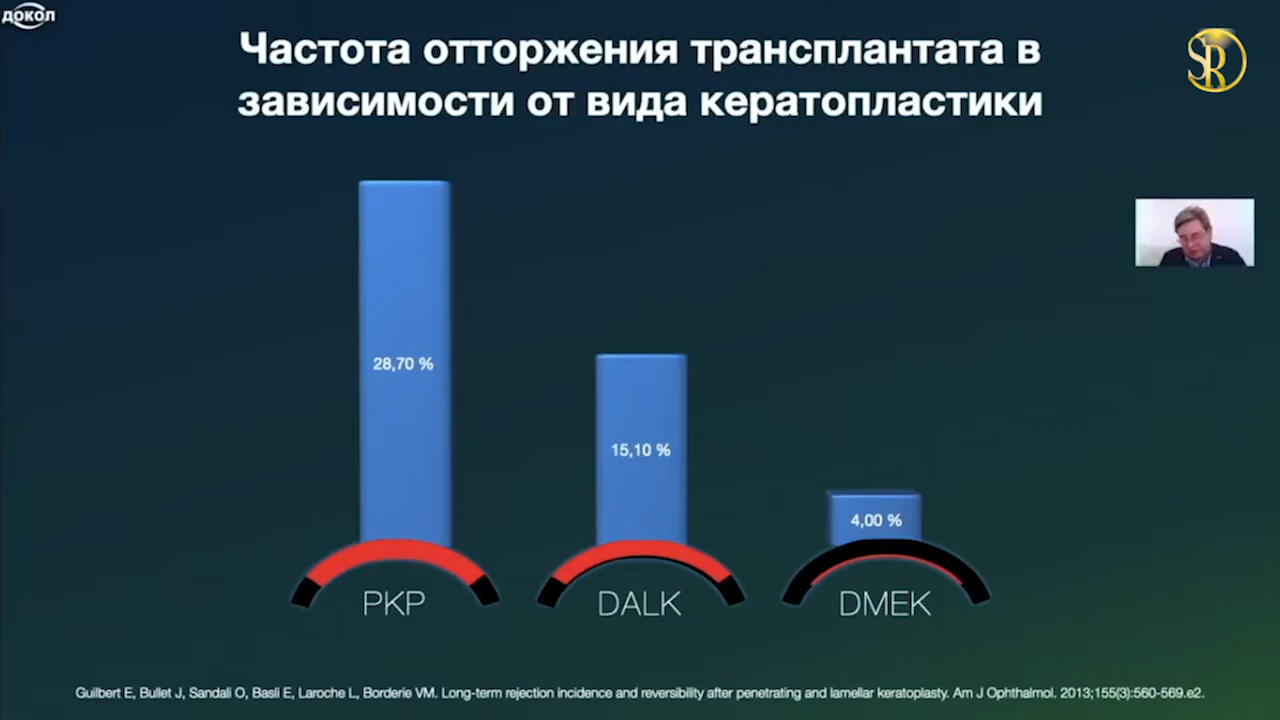 ДОКОЛ
Частота отторжения трансплантата в
зависимости от вида кератопластики
SR
28,70 %
15,10 %
4,00 %
PKP
DALK
DMEK
Guilbert E, Bullet J, Sandali O, Basli E, Laroche L, Borderie VM. Long-term rejection incidence and reversibility after penetrating and lamellar keratoplasty. Am J Ophthalmol. 2013;155(3):560-569.e2.